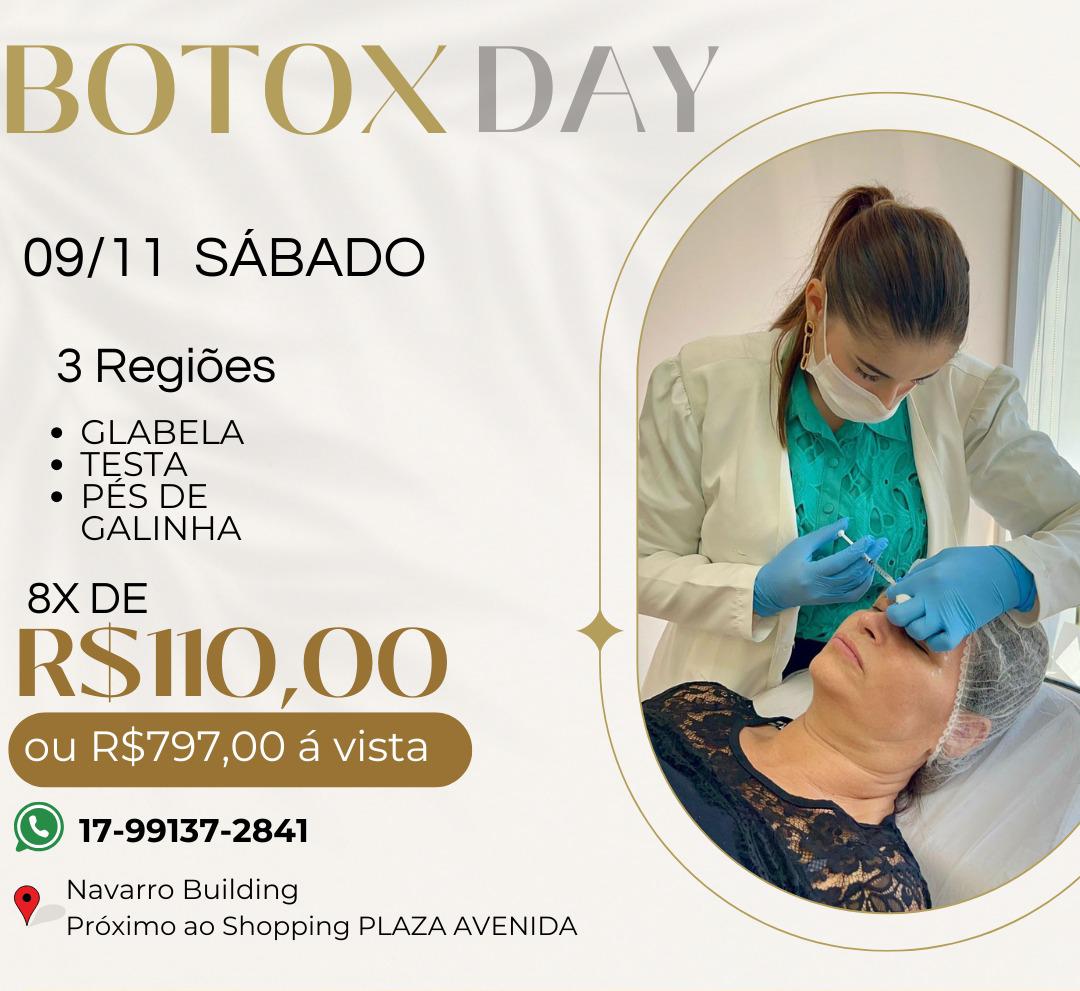 BOTOX DAY
09/11 SÁBADO
3 Regiões
• GLABELA
• TESTA
• PÉS DE
GALINHA
8X DE
R$110,00
ou R$797,00 á vista
17-99137-2841
Navarro Building
Próximo ao Shopping PLAZA AVENIDA